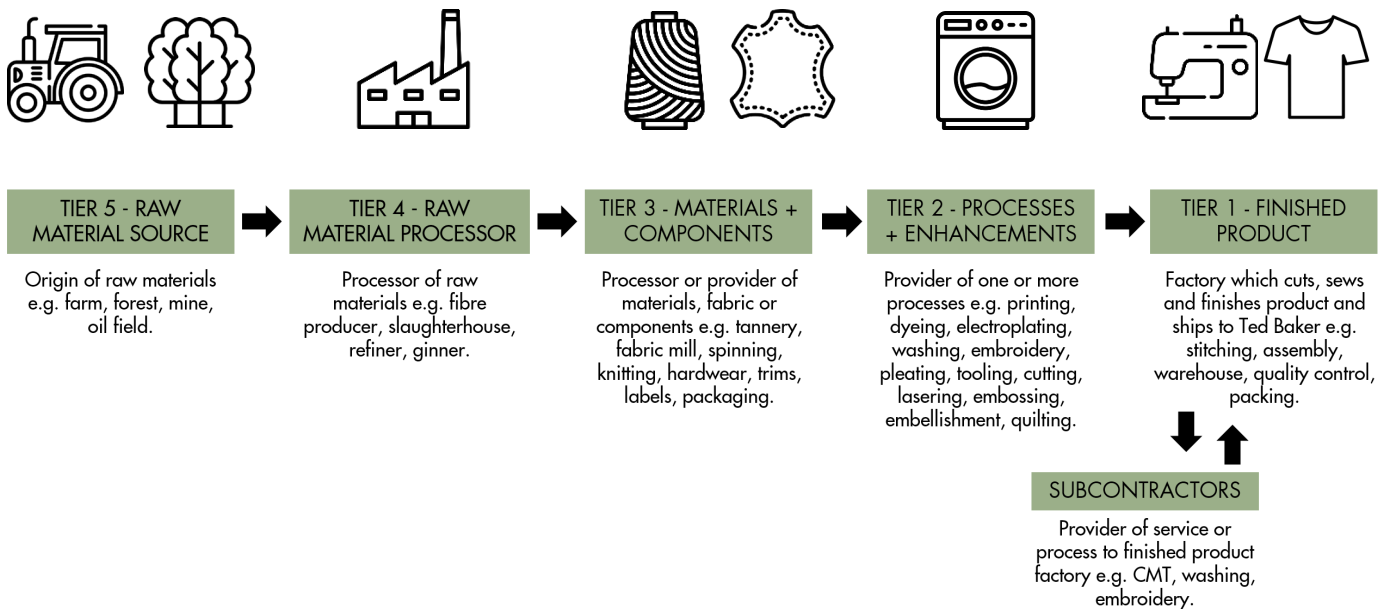 TIER 5 - RAW
MATERIAL SOURCE
Origin of raw materials
e.g. farm, forest, mine,
oil field.
TIER 4 - RAW
MATERIAL PROCESSOR
Processor of raw
materials e.g. fibre
producer, slaughterhouse,
refiner, ginner.
TIER 3 - MATERIALS +
COMPONENTS
Processor or provider of
materials, fabric or
components e.g. tannery,
fabric mill, spinning,
knitting, hardwear, trims,
labels, packaging.
TIER 2 - PROCESSES
+ ENHANCEMENTS
Provider of one or more
processes e.g. printing,
dyeing, electroplating,
washing, embroidery,
pleating, tooling, cutting,
lasering, embossing,
embellishment, quilting.
TIER 1 - FINISHED
PRODUCT
Factory which cuts, sews
and finishes product and
ships to Ted Baker e.g.
stitching, assembly,
warehouse, quality control,
packing.
SUBCONTRACTORS
Provider of service or
process to finished product
factory e.g. CMT, washing,
embroidery.